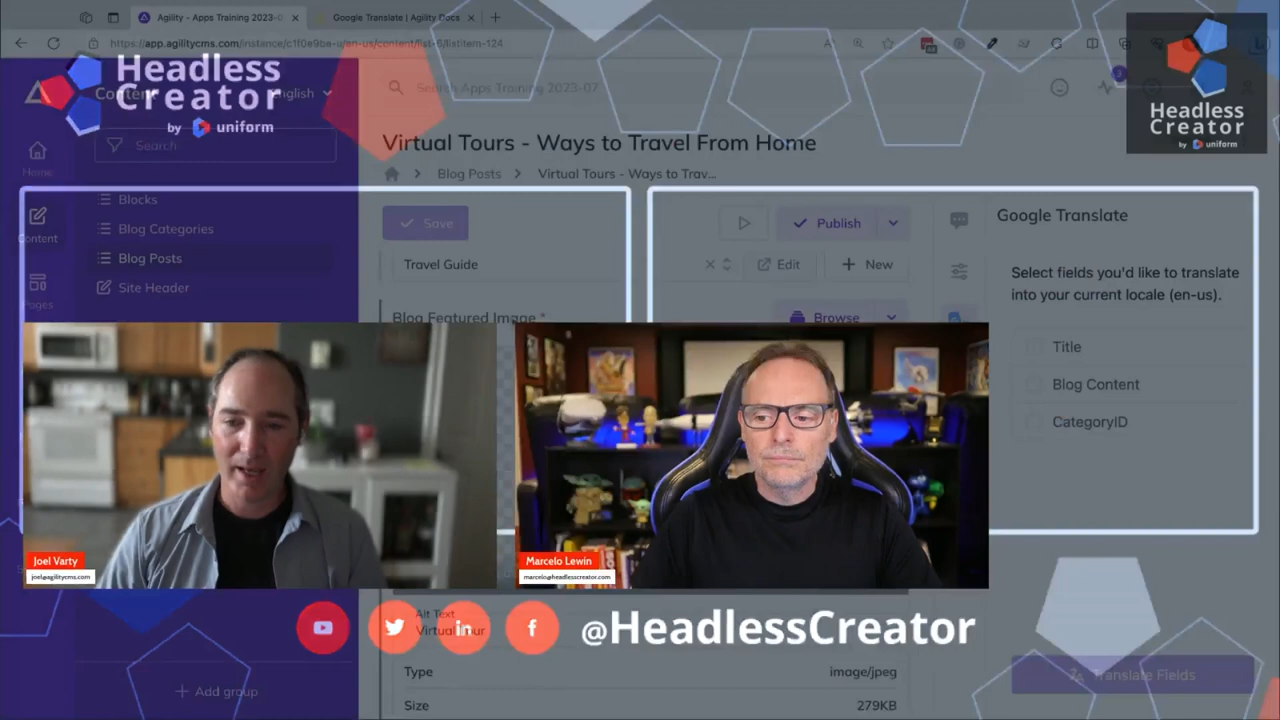 Agility - Apps Training 2023-0
Google Translate | Agility Docs
https://app.agilitycms.com/instance/c1f0e9be-u/en-us/content/list-6/listitem-124
Headless
Creator
by uniform
English
Search Apps Training 2023-07
Headless
Creator
by uniform
Home
Content
Pages
Search
Blocks
Blog Categories
Blog Posts
Site Header
Add group
Virtual Tours - Ways to Travel From Home
Blog Posts
Virtual Tours - Ways to Trav...
Save
Publish
Travel Guide
Edit
New
Blog Featured Image *
Browse
Google Translate
Select fields you'd like to translate
into your current locale (en-us).
Title
Blog Content
CategoryID
Joel Varty
joel@agilitycms.com
Marcelo Lewin
marcelo@headlesscreator.com
Alt Text
Virtual Tour
@HeadlessCreator
Type
image/jpeg
Size
279KB
Translate Fields